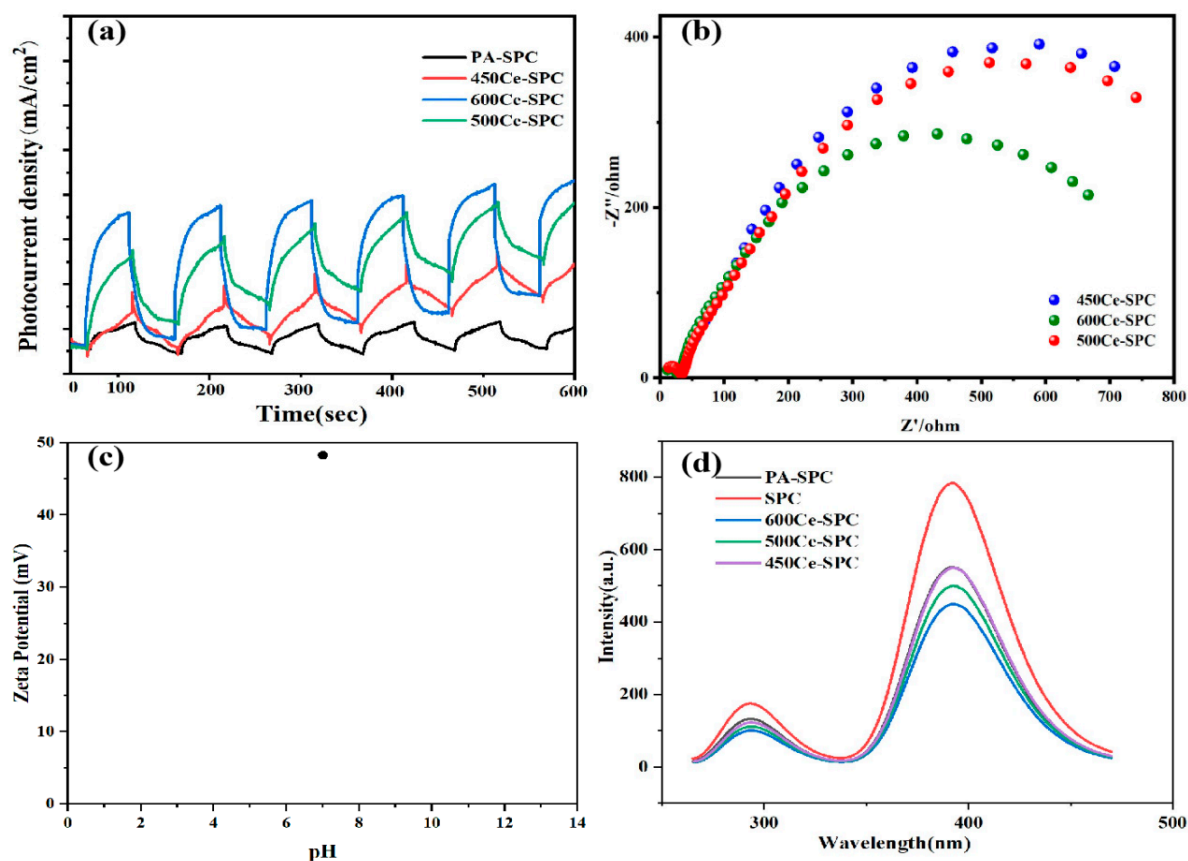 (a)
PA-SPC
450Ce-SPC
600Cc-SPC
500Cc-SPC
Photocurrent density (mA/cm²)
100 200 300 400 500 600
Time(sec)
(b)
400
200
0
-Z''/ohm
450Ce-SPC
600Ce-SPC
500Ce-SPC
0 100 200 300 400 500 600 700 800
Z'/ohm
(c)
50
40
30
20
10
0
Zeta Potential (mV)
0 2 4 6 8 10 12 14
pH
(d)
PA-SPC
SPC
600Ce-SPC
500Ce-SPC
450Ce-SPC
800
600
400
200
0
Intensity(a.u.)
300 400 500
Wavelength(nm)